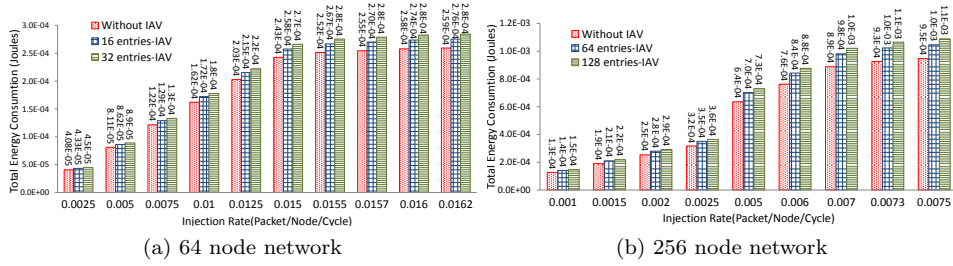 Total Energy Consumtion (Joules)
3.0E-04
2.5E-04
2.0E-04
1.5E-04
1.0E-04
5.0E-05
0.0E+00
Without IAV
16 entries-IAV
32 entries-IAV
4.08E-05
4.33E-05
4.5E-05
8.11E-05
8.62E-05
8.9E-05
1.22E-04
1.29E-04
1.3E-04
1.62E-04
1.72E-04
1.8E-04
2.03E-04
2.15E-04
2.2E-04
2.43E-04
2.58E-04
2.7E-04
2.52E-04
2.67E-04
2.8E-04
2.55E-04
2.70E-04
2.8E-04
2.58E-04
2.74E-04
2.8E-04
2.60E-04
2.76E-04
2.8E-04
0.0025 0.005 0.0075 0.01 0.0125 0.015 0.0155 0.0157 0.016 0.0162
Injection Rate(Packet/Node/Cycle)
(a) 64 node network
Total Energy Consumtion (Joules)
1.2E-03
1.0E-03
8.0E-04
6.0E-04
4.0E-04
2.0E-04
0.0E+00
Without IAV
64 entries-IAV
128 entries-IAV
1.3E-04
1.4E-04
1.5E-04
1.9E-04
2.1E-04
2.2E-04
2.5E-04
2.8E-04
2.9E-04
3.2E-04
3.5E-04
3.6E-04
6.4E-04
7.0E-04
7.3E-04
7.6E-04
8.4E-04
8.8E-04
8.9E-04
9.8E-04
1.0E-03
9.3E-04
1.0E-03
1.1E-03
9.5E-04
1.0E-03
1.1E-03
0.001 0.0015 0.002 0.0025 0.005 0.006 0.007 0.0073 0.0075
Injection Rate(Packet/Node/Cycle)
(b) 256 node network